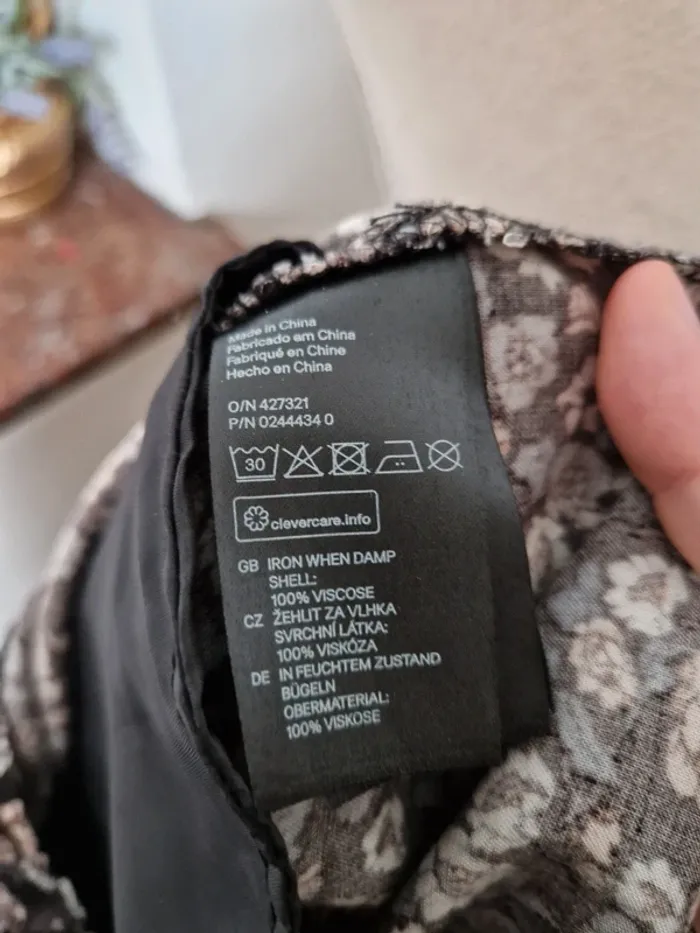 Made in China
Fabricado em China
Fabriqué en Chine
Hecho en China
O/N 427321
P/N 0244434 0
30
clevercare.info
GB IRON WHEN DAMP
SHELL:
100% VISCOSE
CZ ŽEHLIT ZA VLHKA
SVRCHNÍ LÁTKA:
100% VISKÓZA
DE IN FEUCHTEM ZUSTAND
BÜGELN
OBERMATERIAL:
100% VISKOSE